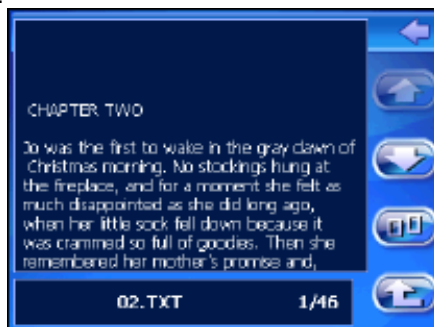 CHAPTER TWO
Jo was the first to wake in the gray dawn of
Christmas morning. No stockings hung at
the fireplace, and for a moment she felt as
much disappointed as she did long ago,
when her little sock fell down because it
was crammed so full of goodies. Then she
remembered her mother's promise and,
02.TXT 1/46